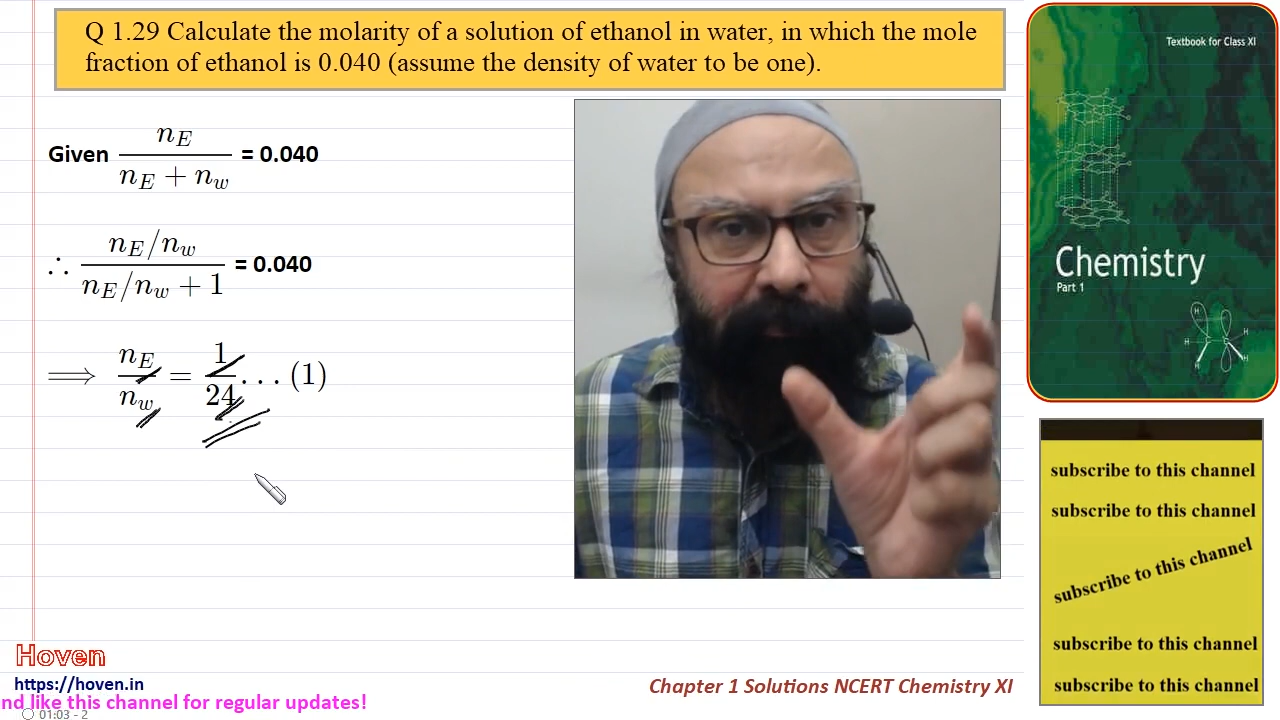 Q 1.29 Calculate the molarity of a solution of ethanol in water, in which the mole
fraction of ethanol is 0.040 (assume the density of water to be one).
Textbook for Class XI
Chemistry
Part 1
H
H
H
H
C
C
Given n_E / (n_E + n_w) = 0.040
∴ (n_E/n_w) / (n_E/n_w + 1) = 0.040
⟹ n_E / n_w = 1/24 ... (1)
subscribe to this channel
subscribe to this channel
subscribe to this channel
subscribe to this channel
subscribe to this channel
Hoven
https://hoven.in
Chapter 1 Solutions NCERT Chemistry XI
nd like this channel for regular updates!
01:03 - 2